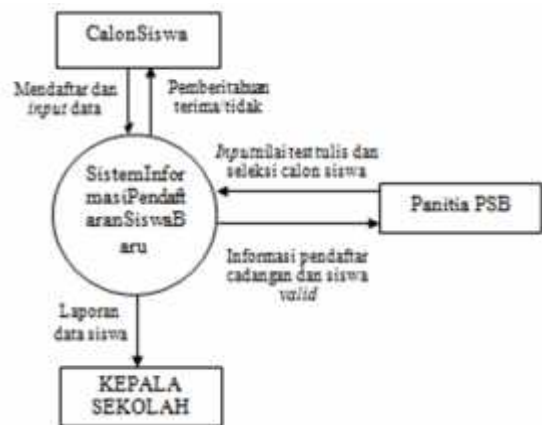 CalonSiswa
Mendaftar dan
input data
Pemberitahuan
terima/tidak
Inputnilai test tulis dan
seleksi calon siswa
SistemInfor
masiPendaft
aranSiswaB
aru
Panitia PSB
Informasi pendaftar
cadangan dan siswa
valid
Laporan
data siswa
KEPALA
SEKOLAH